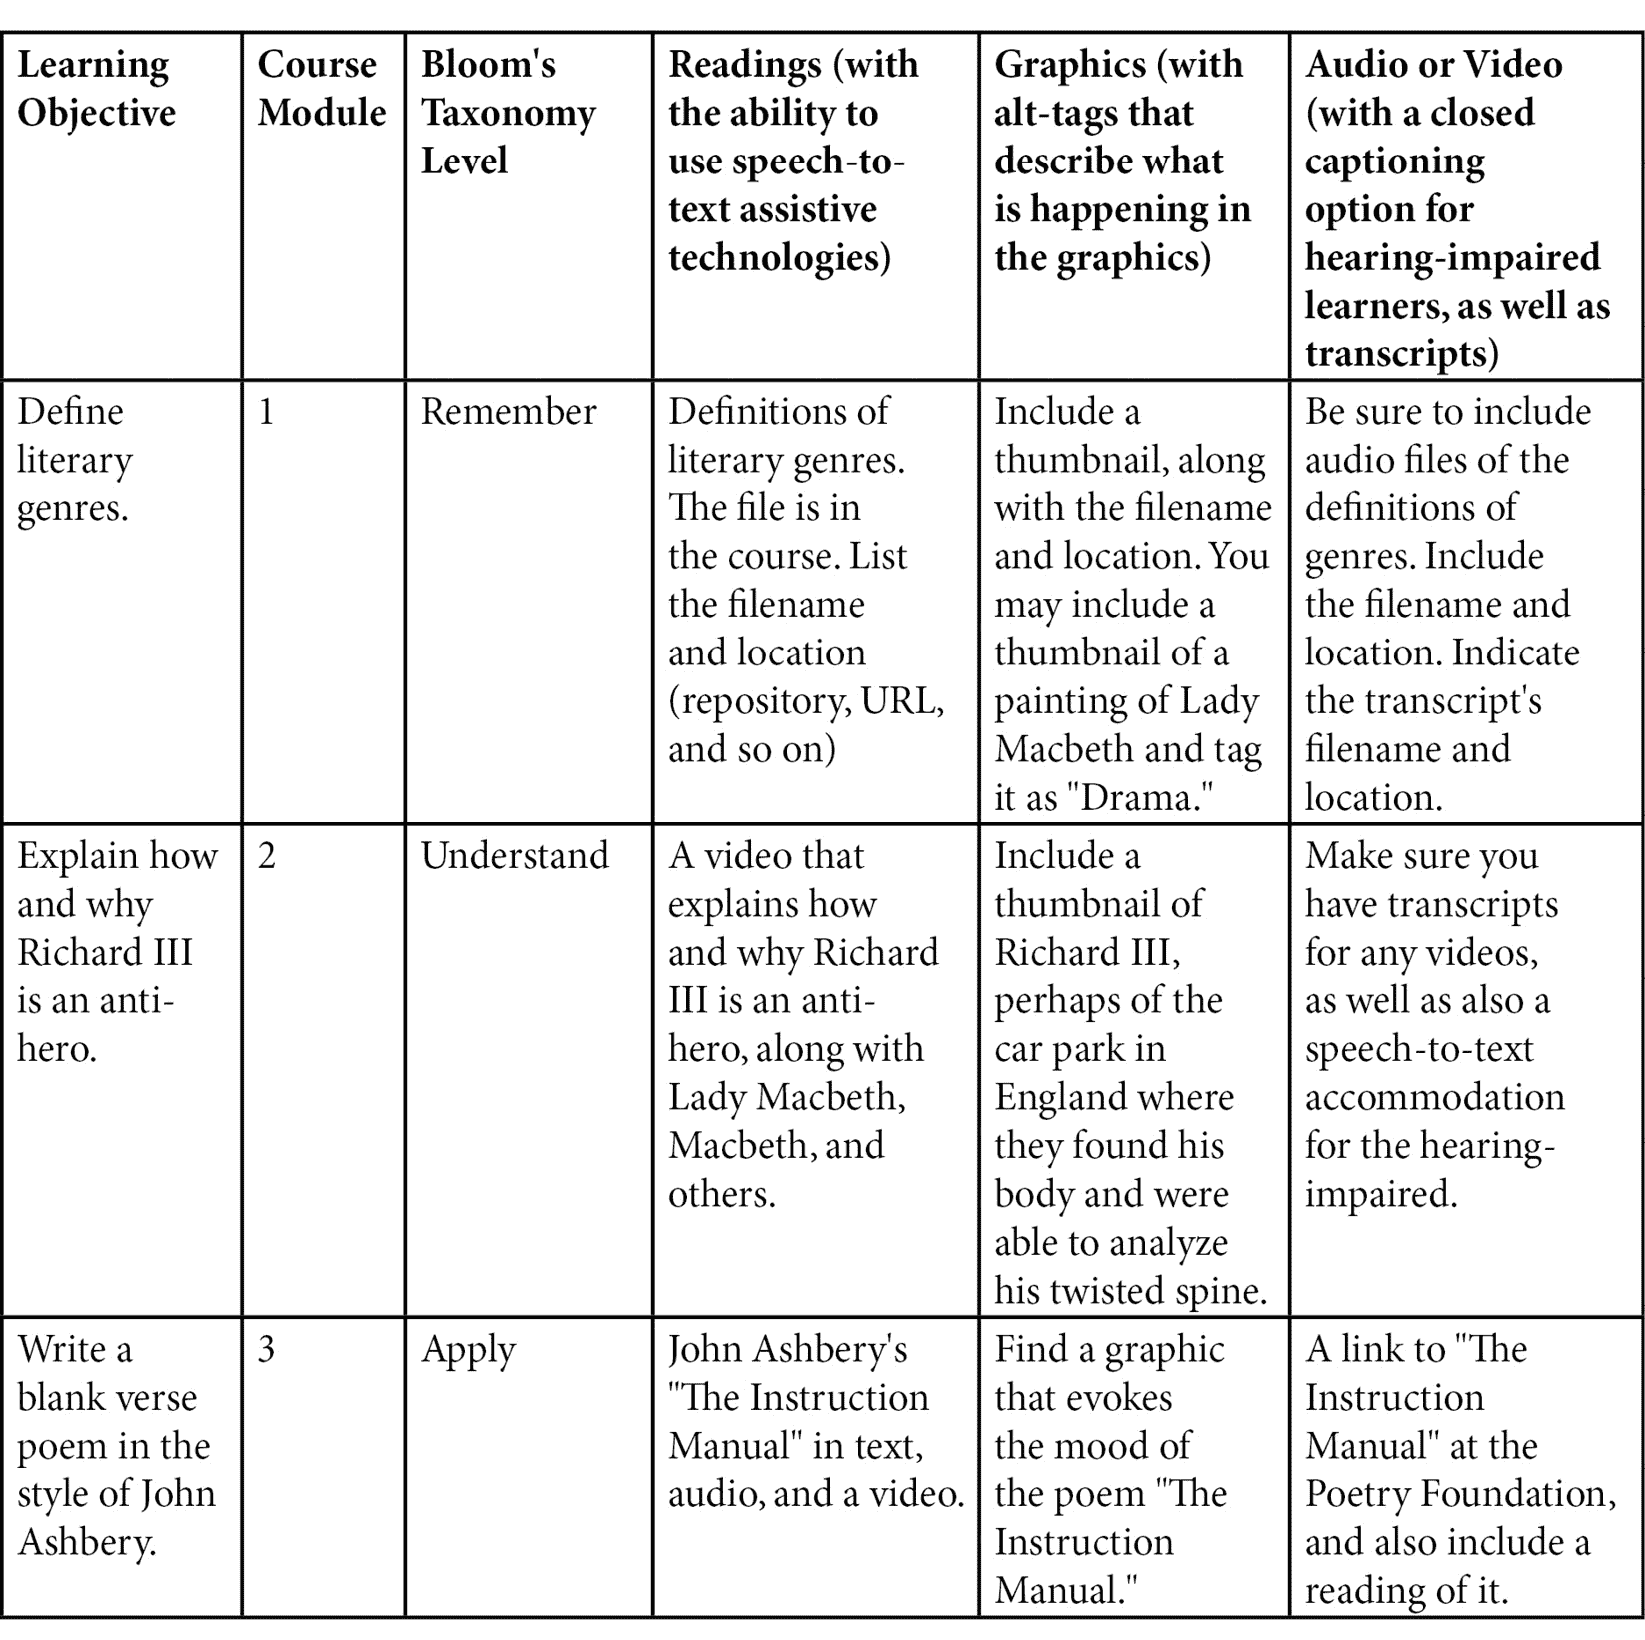 Learning
Objective
Course
Module
Bloom's
Taxonomy
Level
Readings (with
the ability to
use speech-to-
text assistive
technologies)
Graphics (with
alt-tags that
describe what
is happening in
the graphics)
Audio or Video
(with a closed
captioning
option for
hearing-impaired
learners, as well as
transcripts)
Define
literary
genres.
1
Remember
Definitions of
literary genres.
The file is in
the course. List
the filename
and location
(repository, URL,
and so on)
Include a
thumbnail, along
with the filename
and location. You
may include a
thumbnail of a
painting of Lady
Macbeth and tag
it as "Drama."
Be sure to include
audio files of the
definitions of
genres. Include
the filename and
location. Indicate
the transcript's
filename and
location.
Explain how
and why
Richard III
is an anti-
hero.
2
Understand
A video that
explains how
and why Richard
III is an anti-
hero, along with
Lady Macbeth,
Macbeth, and
others.
Include a
thumbnail of
Richard III,
perhaps of the
car park in
England where
they found his
body and were
able to analyze
his twisted spine.
Make sure you
have transcripts
for any videos,
as well as also a
speech-to-text
accommodation
for the hearing-
impaired.
Write a
blank verse
poem in the
style of John
Ashbery.
3
Apply
John Ashbery's
"The Instruction
Manual" in text,
audio, and a video.
Find a graphic
that evokes
the mood of
the poem "The
Instruction
Manual."
A link to "The
Instruction
Manual" at the
Poetry Foundation,
and also include a
reading of it.